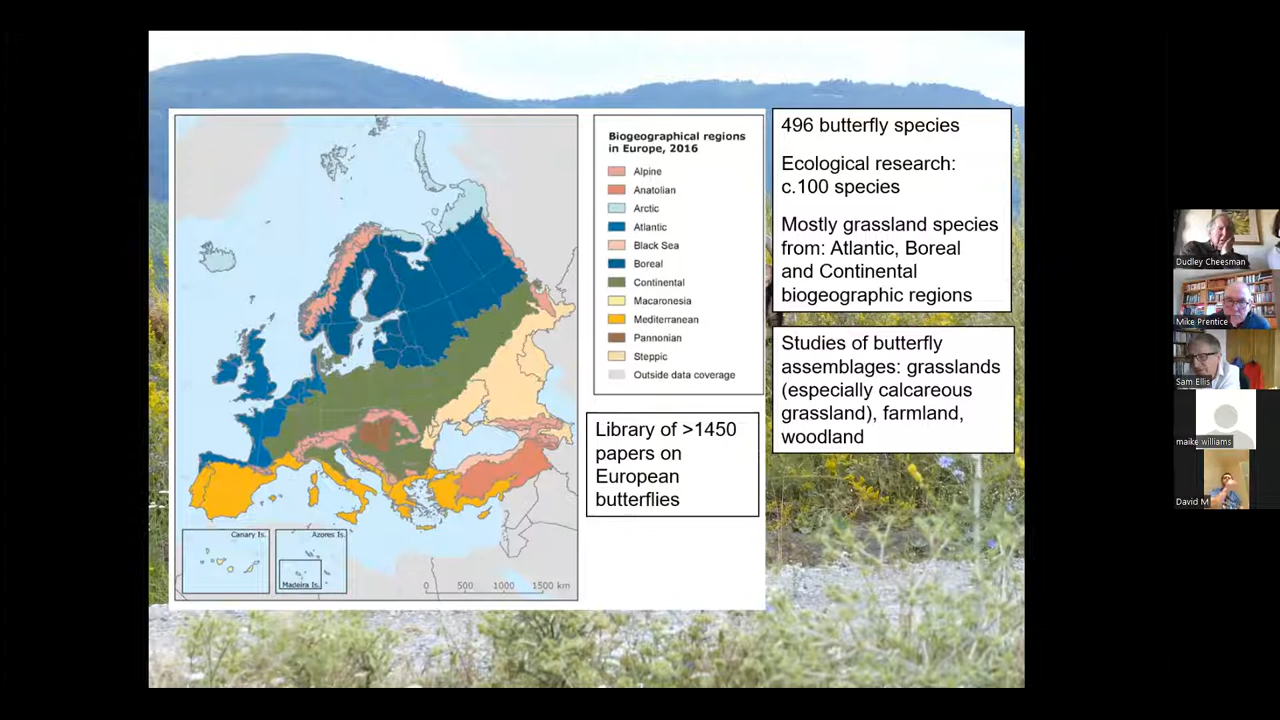 Biogeographical regions
in Europe, 2016
Alpine
Anatolian
Arctic
Atlantic
Black Sea
Boreal
Continental
Macaronesia
Mediterranean
Pannonian
Steppic
Outside data coverage
Canary Is.
Azores Is.
Madeira Is.
0 500 1000 1500 km
Library of >1450
papers on
European
butterflies
496 butterfly species
Ecological research:
c.100 species
Mostly grassland species
from: Atlantic, Boreal
and Continental
biogeographic regions
Studies of butterfly
assemblages: grasslands
(especially calcareous
grassland), farmland,
woodland
Dudley Cheesman
Mike Prentice
Sam Ellis
maike williams
David M